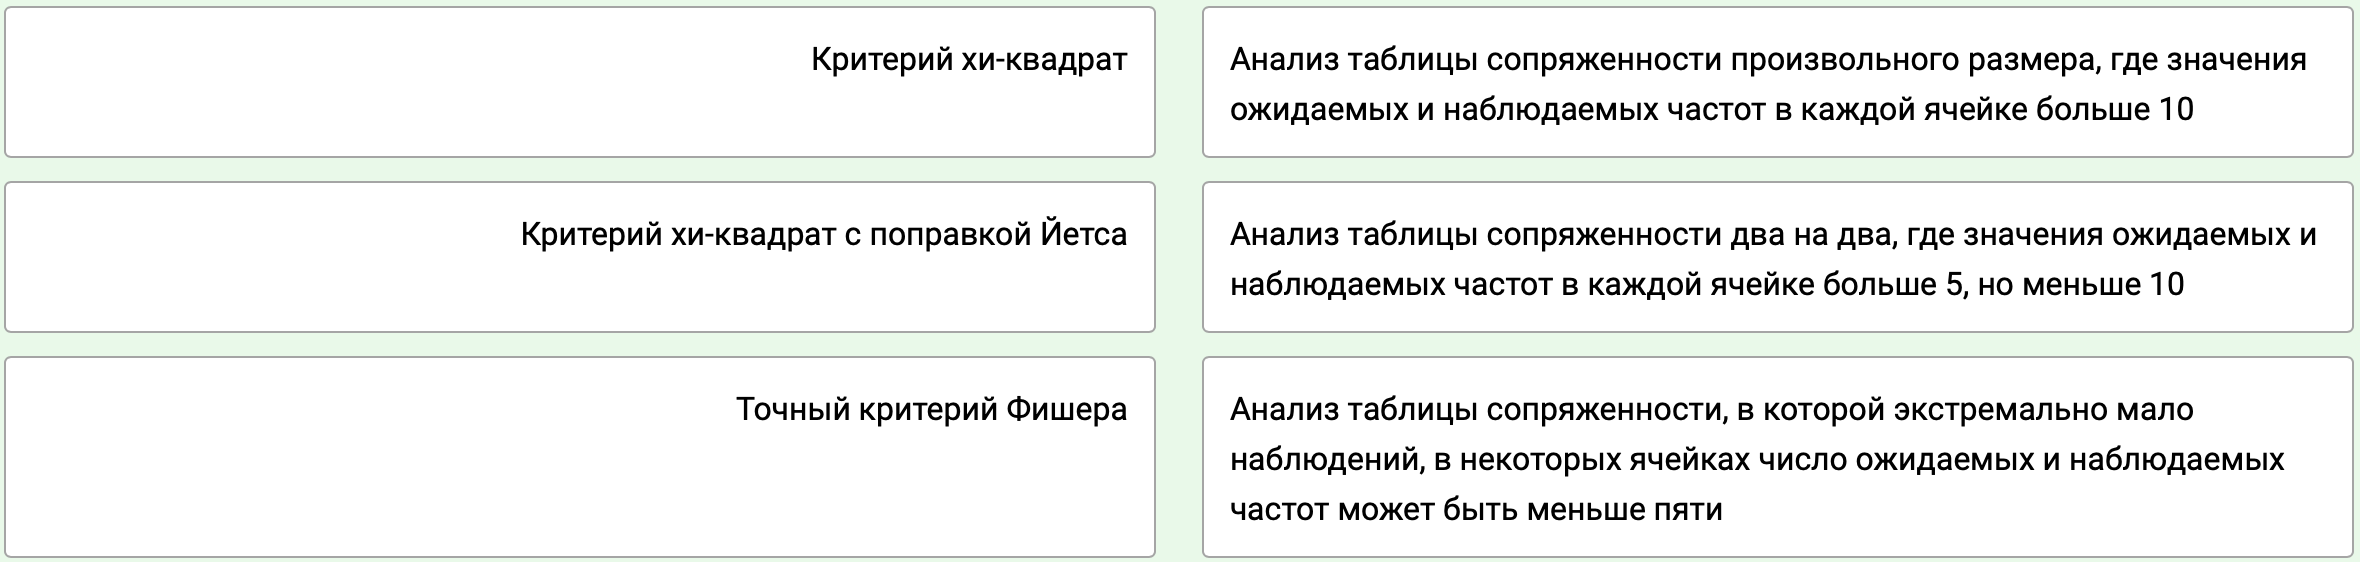 Критерий хи-квадрат
Анализ таблицы сопряженности произвольного размера, где значения
ожидаемых и наблюдаемых частот в каждой ячейке больше 10
Критерий хи-квадрат с поправкой Йетса
Анализ таблицы сопряженности два на два, где значения ожидаемых и
наблюдаемых частот в каждой ячейке больше 5, но меньше 10
Точный критерий Фишера
Анализ таблицы сопряженности, в которой экстремально мало
наблюдений, в некоторых ячейках число ожидаемых и наблюдаемых
частот может быть меньше пяти